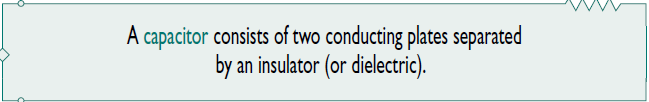 A capacitor consists of two conducting plates separated
by an insulator (or dielectric).